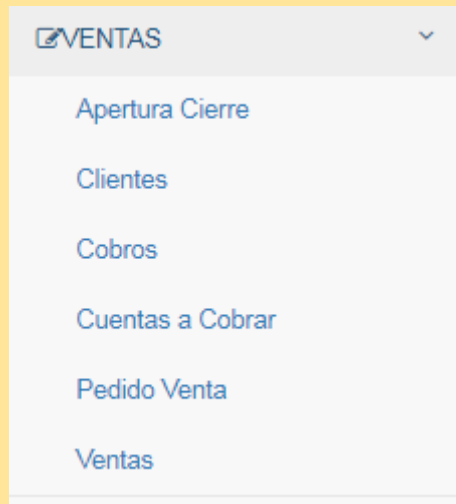 VENTAS
Apertura Cierre
Clientes
Cobros
Cuentas a Cobrar
Pedido Venta
Ventas